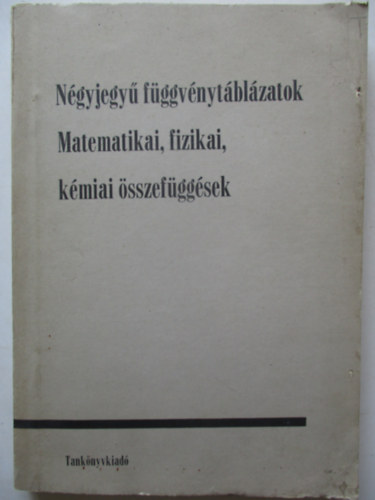 Négyjegyű függvénytáblázatok
Matematikai, fizikai,
kémiai összefüggések
Tankönyvkiadó